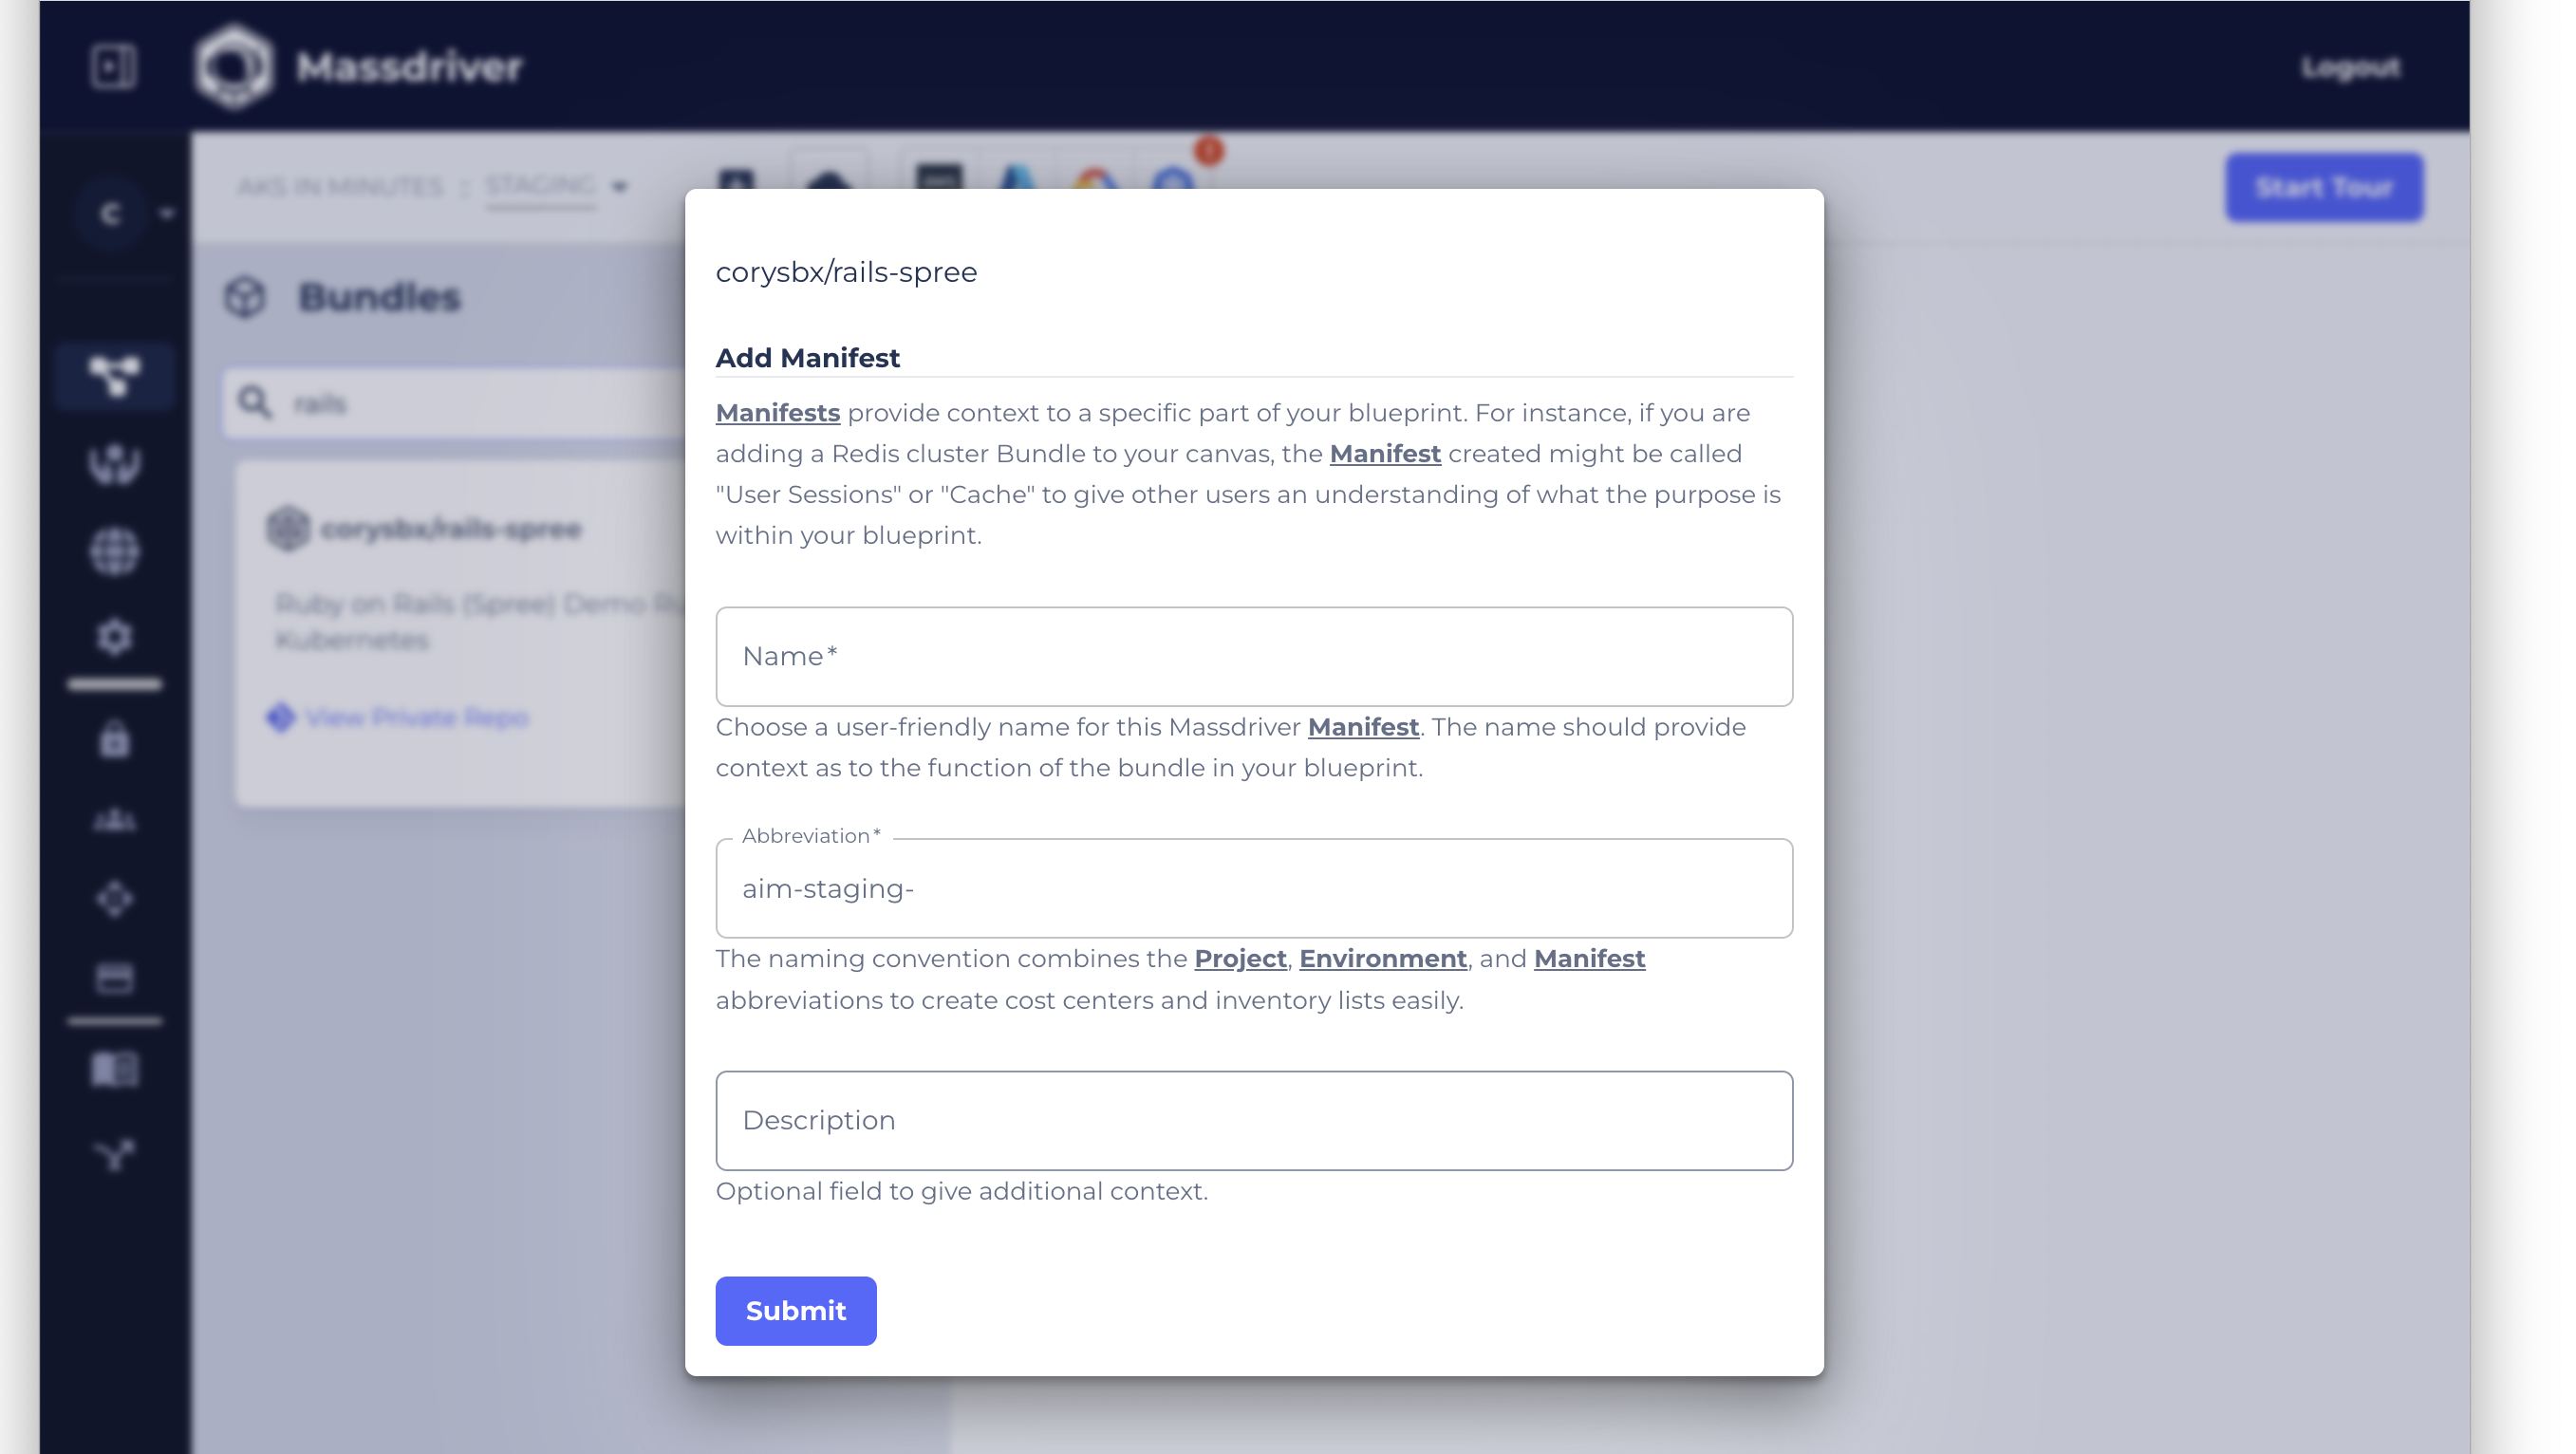 Massdriver
Logout
AKS IN MINUTES :: STAGING
Start Tour
C
Bundles
rails
corysbx/rails-spree
Ruby on Rails (Spree) Demo
Kubernetes
View Private Repo
corysbx/rails-spree
Add Manifest
Manifests provide context to a specific part of your blueprint. For instance, if you are
adding a Redis cluster Bundle to your canvas, the Manifest created might be called
"User Sessions" or "Cache" to give other users an understanding of what the purpose is
within your blueprint.
Name*
Choose a user-friendly name for this Massdriver Manifest. The name should provide
context as to the function of the bundle in your blueprint.
Abbreviation*
aim-staging-
The naming convention combines the Project, Environment, and Manifest
abbreviations to create cost centers and inventory lists easily.
Description
Optional field to give additional context.
Submit